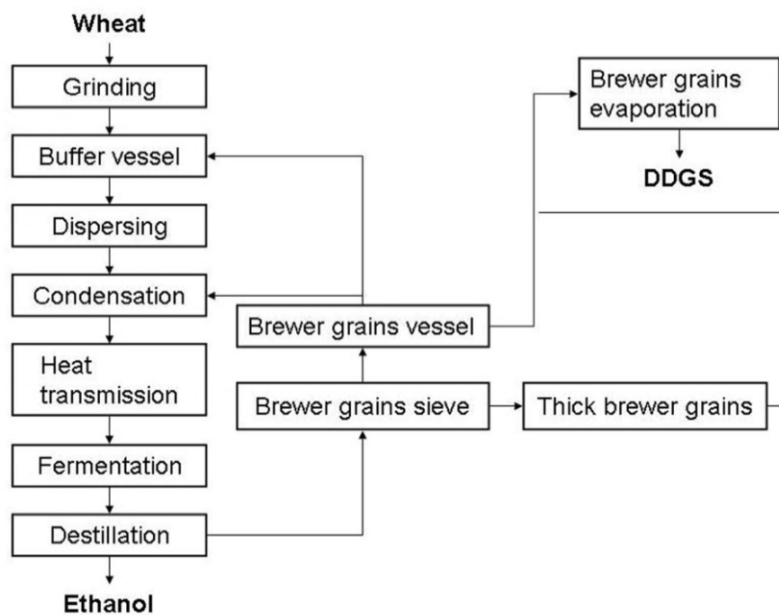 Wheat
Grinding
Buffer vessel
Dispersing
Condensation
Heat
transmission
Fermentation
Destillation
Ethanol
Brewer grains vessel
Brewer grains sieve
Thick brewer grains
Brewer grains
evaporation
DDGS